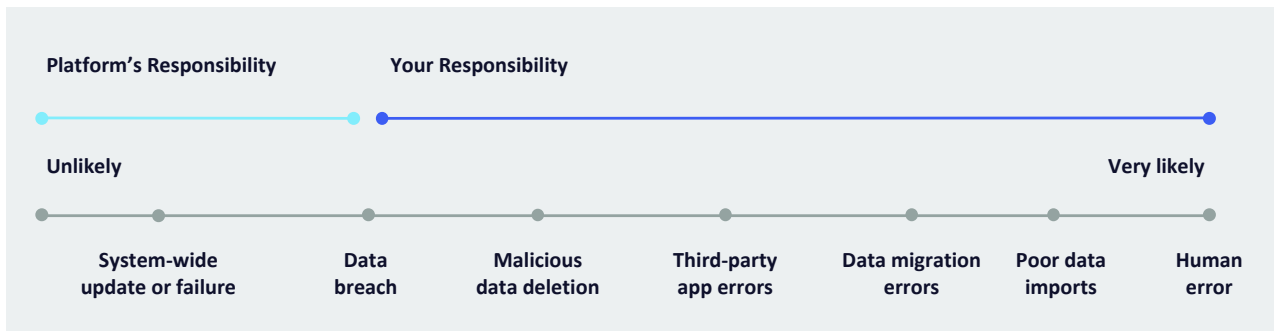 Platform’s Responsibility
Your Responsibility
Unlikely
Very likely
System-wide
update or failure
Data
breach
Malicious
data deletion
Third-party
app errors
Data migration
errors
Poor data
imports
Human
error